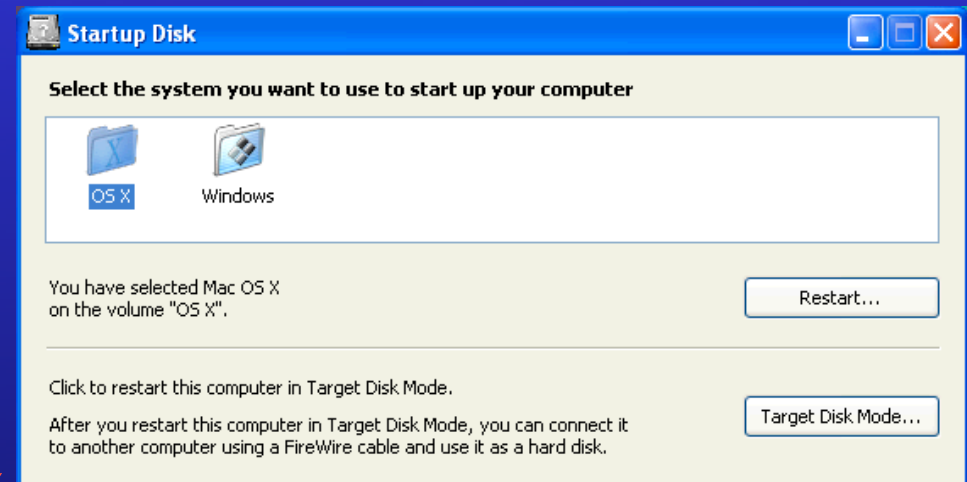 Startup Disk
Select the system you want to use to start up your computer
OS X
Windows
You have selected Mac OS X
on the volume "OS X".
Restart...
Click to restart this computer in Target Disk Mode.
After you restart this computer in Target Disk Mode, you can connect it
to another computer using a FireWire cable and use it as a hard disk.
Target Disk Mode...